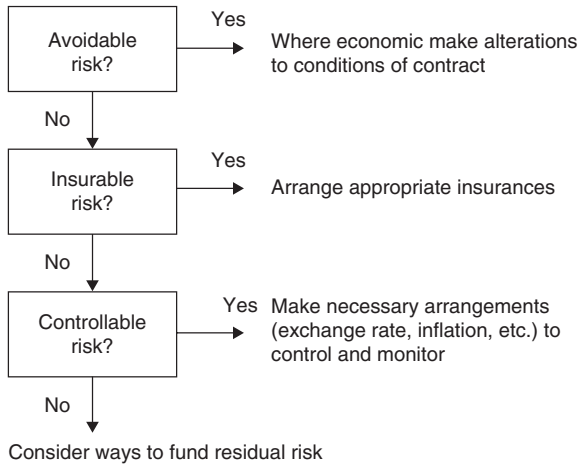 Avoidable
risk?
Yes
Where economic make alterations
to conditions of contract
No
Insurable
risk?
Yes
Arrange appropriate insurances
No
Controllable
risk?
Yes
Make necessary arrangements
(exchange rate, inflation, etc.) to
control and monitor
No
Consider ways to fund residual risk